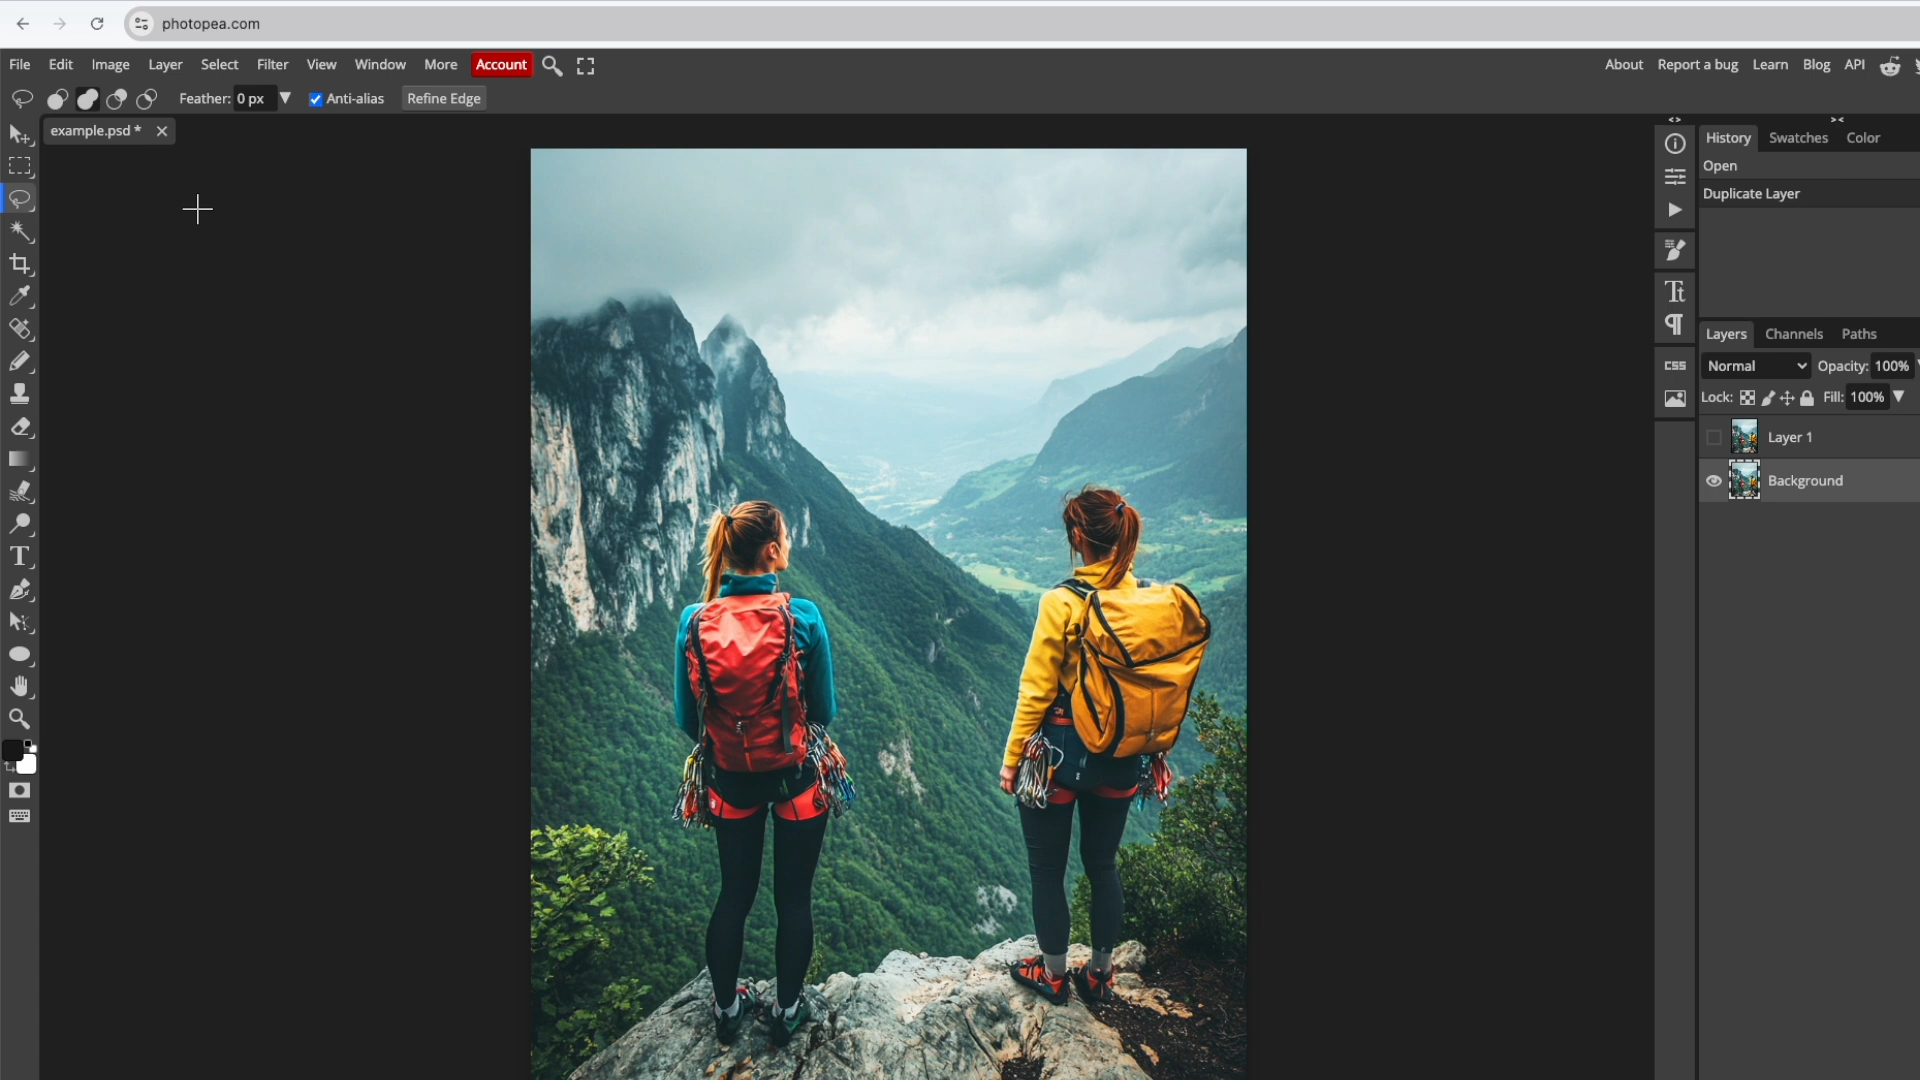 photopea.com
File Edit Image Layer Select Filter View Window More Account About Report a bug Learn Blog API
Feather: 0 px Anti-alias Refine Edge
example.psd *
History Swatches Color
Open
Duplicate Layer
Tt
Layers Channels Paths
CSS
Normal Opacity: 100%
Lock: Fill: 100%
Layer 1
Background
T